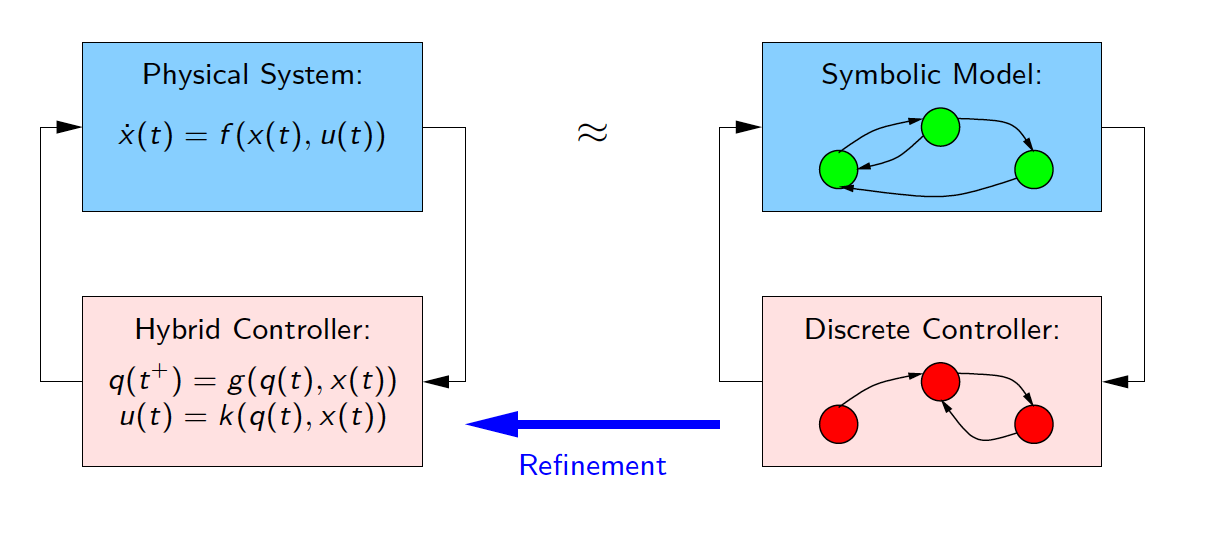 Physical System:
ẋ(t) = f(x(t), u(t))
≈
Symbolic Model:
Hybrid Controller:
q(t⁺) = g(q(t), x(t))
u(t) = k(q(t), x(t))
Discrete Controller:
Refinement